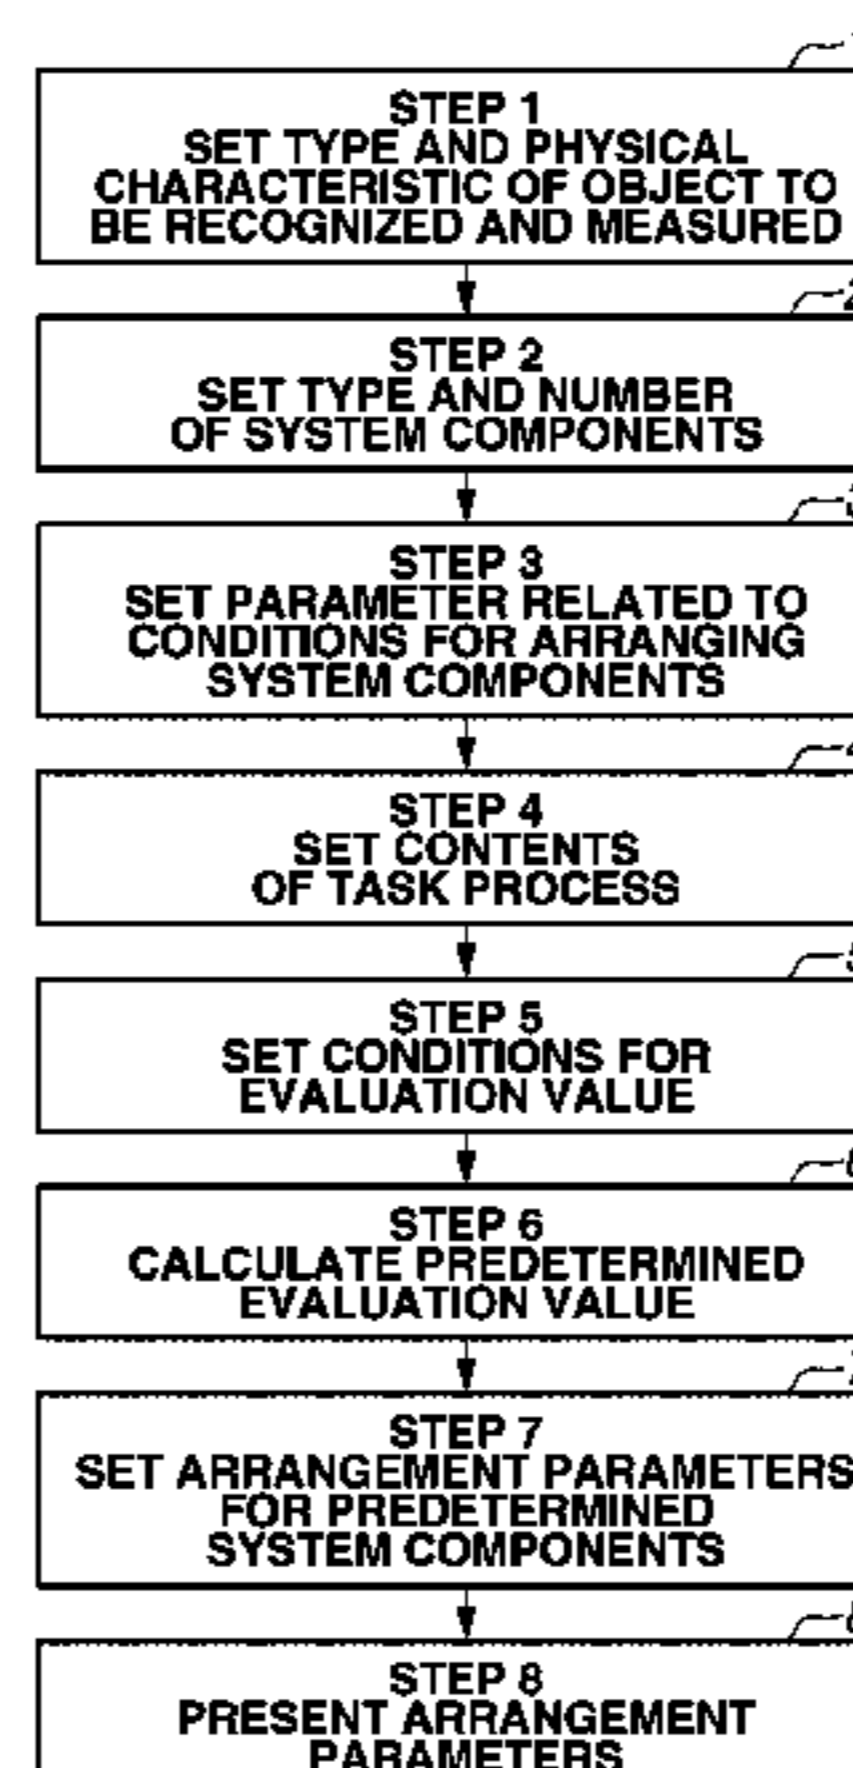 STEP 1
SET TYPE AND PHYSICAL
CHARACTERISTIC OF OBJECT TO
BE RECOGNIZED AND MEASURED
STEP 2
SET TYPE AND NUMBER
OF SYSTEM COMPONENTS
STEP 3
SET PARAMETER RELATED TO
CONDITIONS FOR ARRANGING
SYSTEM COMPONENTS
STEP 4
SET CONTENTS
OF TASK PROCESS
STEP 5
SET CONDITIONS FOR
EVALUATION VALUE
STEP 6
CALCULATE PREDETERMINED
EVALUATION VALUE
STEP 7
SET ARRANGEMENT PARAMETERS
FOR PREDETERMINED
SYSTEM COMPONENTS
STEP 8
PRESENT ARRANGEMENT
PARAMETERS